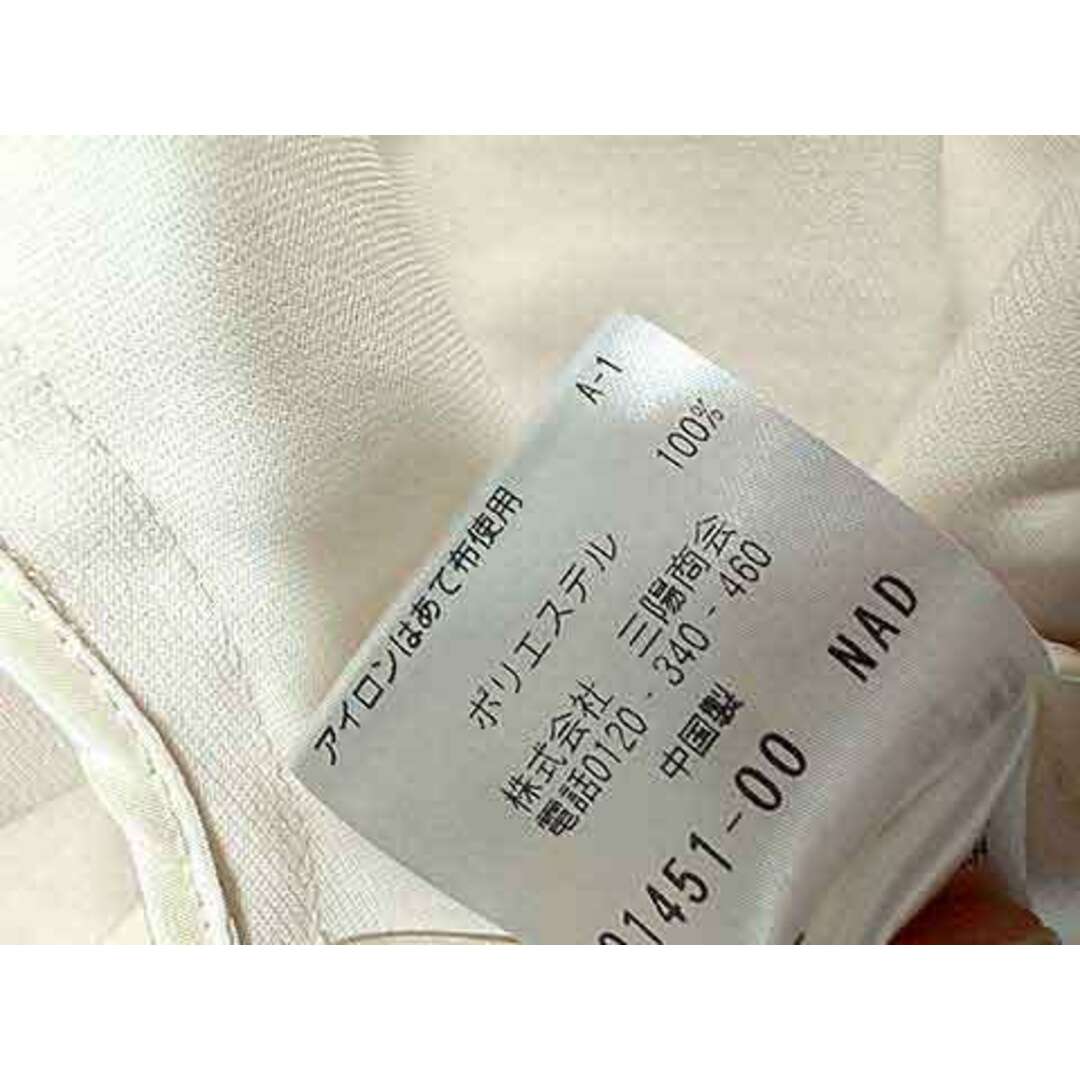 A-1
アイロンはあて布使用
ポリエステル 100%
株式会社 三陽商会
電話0120-340-460
中国製
1451-00 NAD